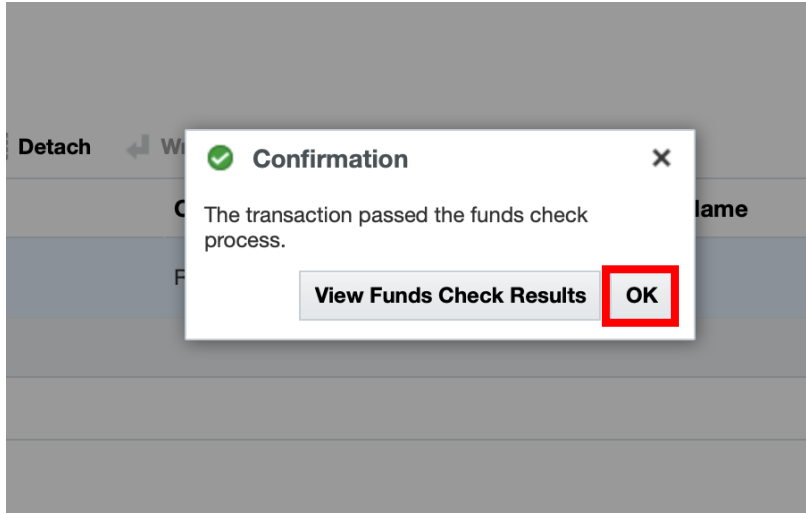 Detach
Confirmation
The transaction passed the funds check
process.
View Funds Check Results
OK